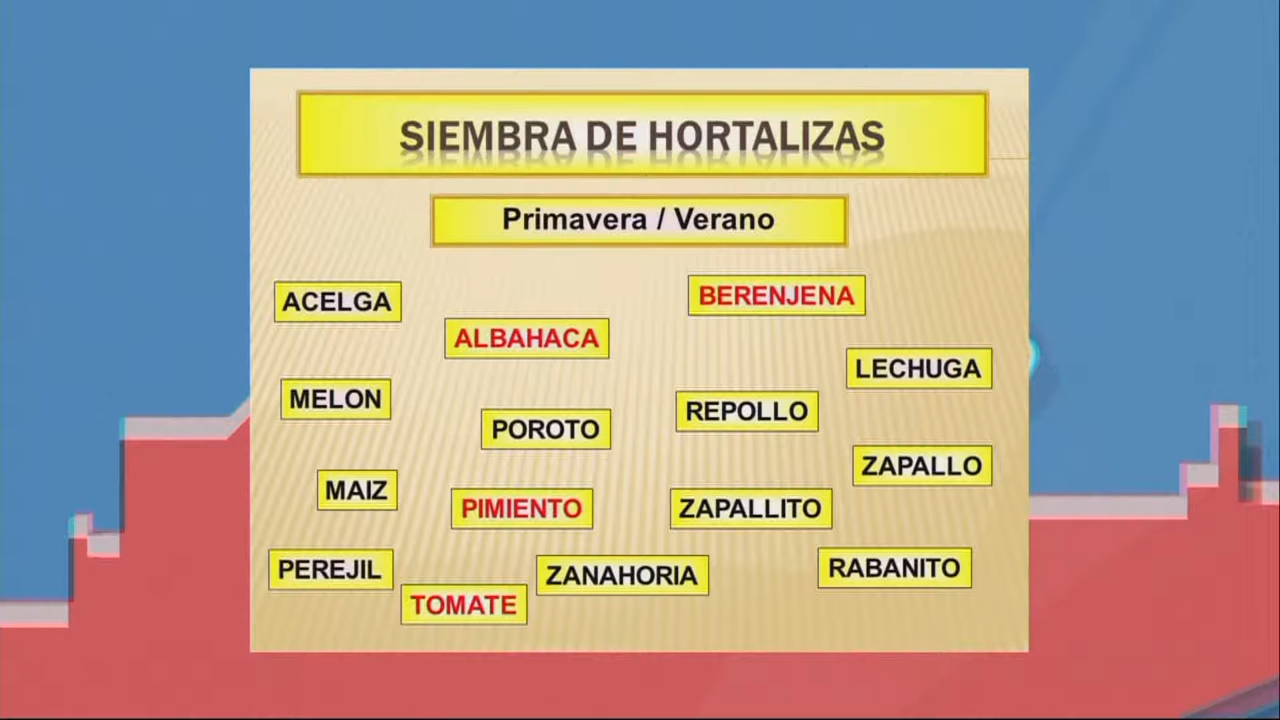 SIEMBRA DE HORTALIZAS
Primavera / Verano
ACELGA
BERENJENA
ALBAHACA
LECHUGA
MELON
POROTO
REPOLLO
ZAPALLO
MAIZ
PIMIENTO
ZAPALLITO
PEREJIL
ZANAHORIA
RABANITO
TOMATE